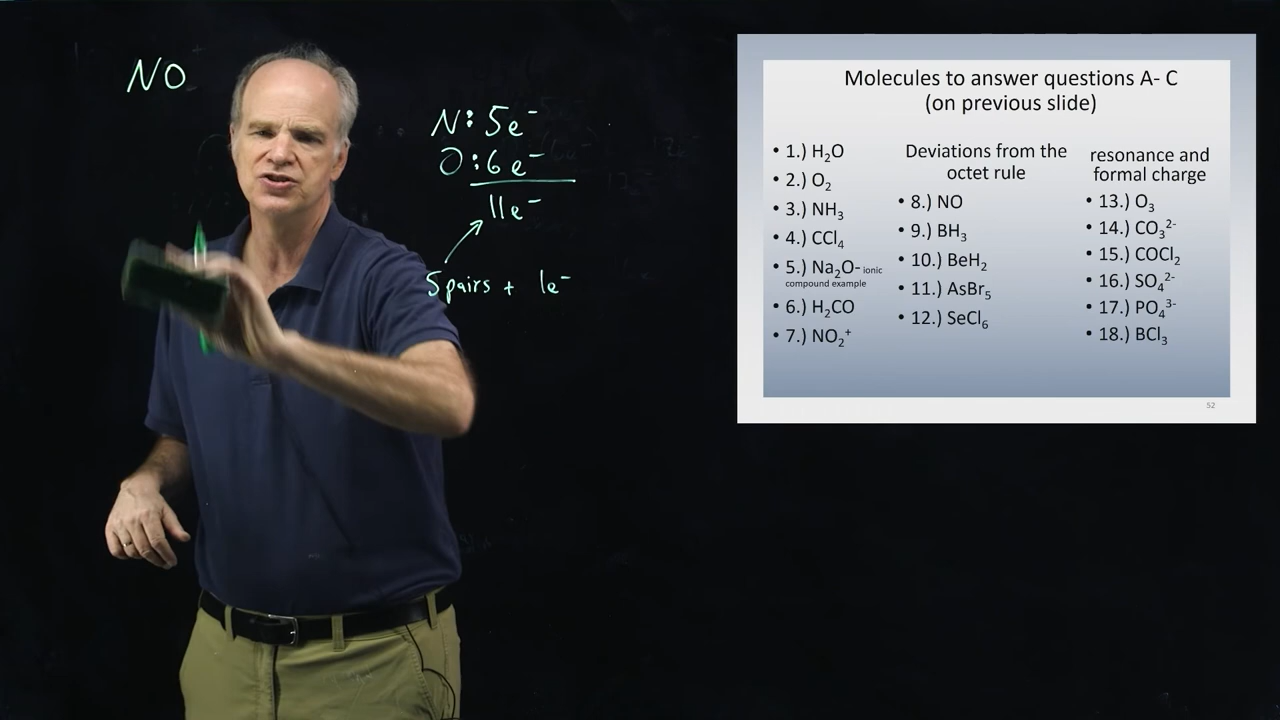 NO
N: 5e⁻
O: 6e⁻
11e⁻
5 pairs + 1e⁻
Molecules to answer questions A- C
(on previous slide)
• 1.) H₂O
• 2.) O₂
• 3.) NH₃
• 4.) CCl₄
• 5.) Na₂O- ionic
compound example
• 6.) H₂CO
• 7.) NO₂⁺
Deviations from the
octet rule
• 8.) NO
• 9.) BH₃
• 10.) BeH₂
• 11.) AsBr₅
• 12.) SeCl₆
resonance and
formal charge
• 13.) O₃
• 14.) CO₃²⁻
• 15.) COCl₂
• 16.) SO₄²⁻
• 17.) PO₄³⁻
• 18.) BCl₃
52